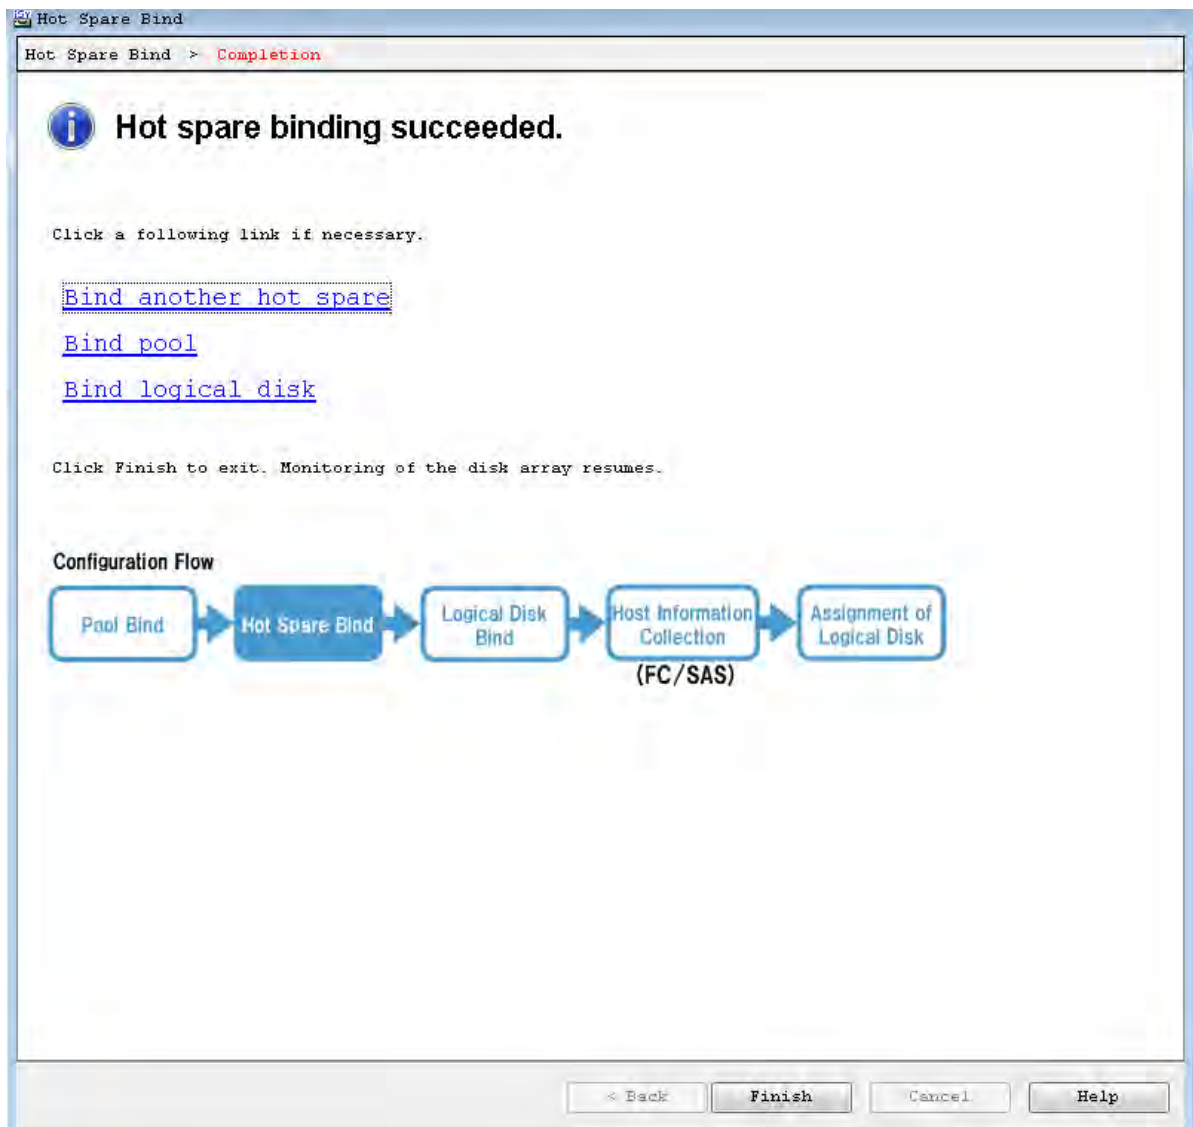 Hot Spare Bind
Hot Spare Bind > Completion
Hot spare binding succeeded.
Click a following link if necessary.
Bind another hot spare
Bind pool
Bind logical disk
Click Finish to exit. Monitoring of the disk array resumes.
Configuration Flow
Pool Bind
Hot Spare Bind
Logical Disk
Bind
Host Information
Collection
(FC/SAS)
Assignment of
Logical Disk
< Back
Finish
Cancel
Help